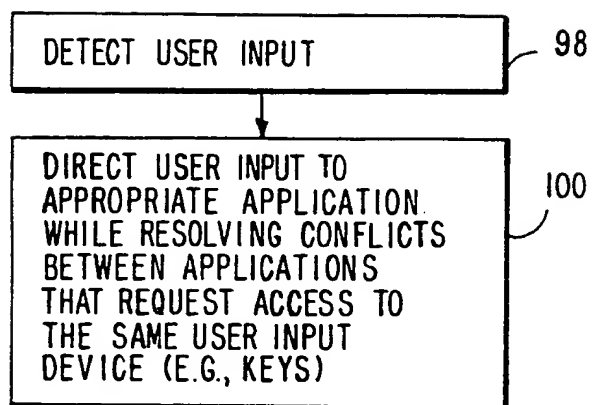 DETECT USER INPUT
98
DIRECT USER INPUT TO
APPROPRIATE APPLICATION
WHILE RESOLVING CONFLICTS
BETWEEN APPLICATIONS
THAT REQUEST ACCESS TO
THE SAME USER INPUT
DEVICE (E.G., KEYS)
100